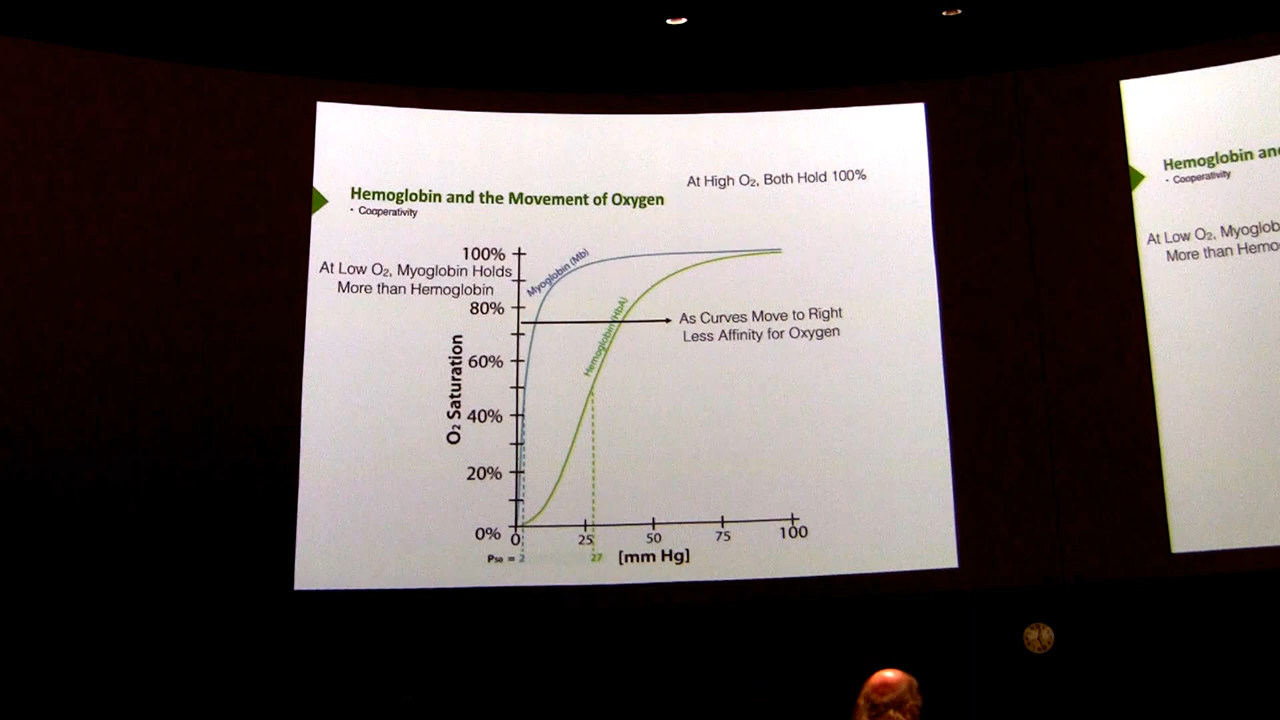 At High O₂, Both Hold 100%
Hemoglobin and the Movement of Oxygen
• Cooperativity
At Low O₂, Myoglobin Holds
More than Hemoglobin
100%
80%
60%
40%
20%
0%
O₂ Saturation
Myoglobin (Mb)
Hemoglobin (HbA)
As Curves Move to Right
Less Affinity for Oxygen
0 25 50 75 100
P₅₀ = 2 27 [mm Hg]
Hemoglobin an
• Cooperativity
At Low O₂, Myoglob
More than Hemo